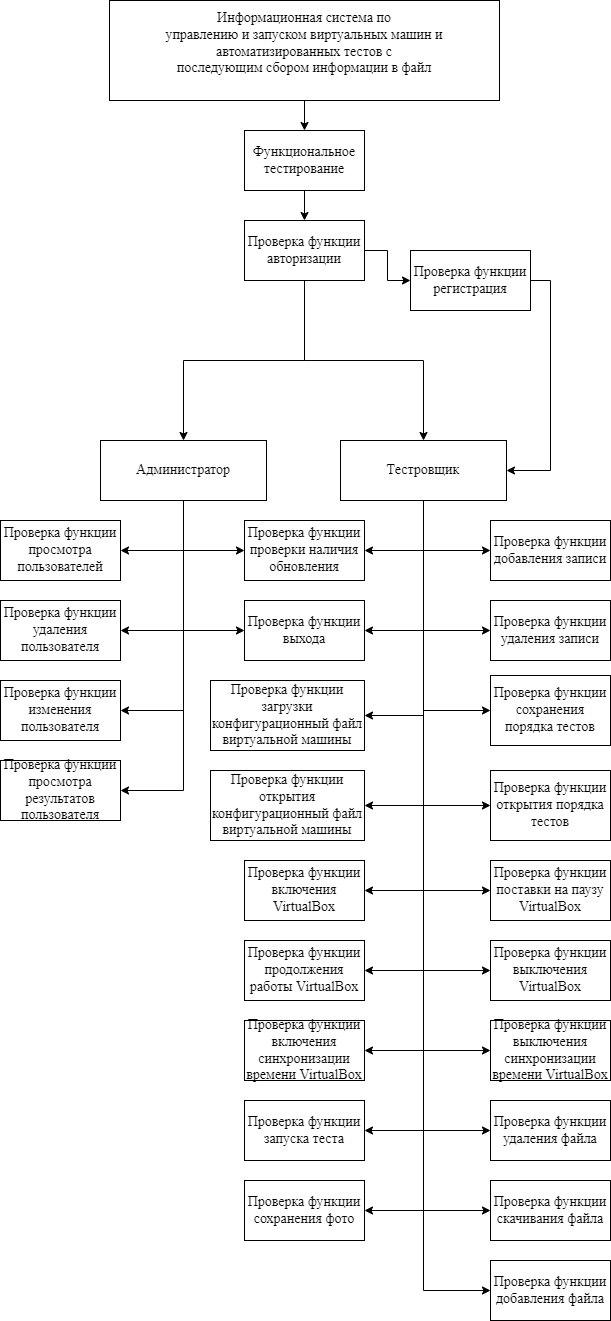 Информационная система по
управлению и запуском виртуальных машин и
автоматизированных тестов с
последующим сбором информации в файл
Функциональное
тестирование
Проверка функции
авторизации
Проверка функции
регистрация
Администратор
Тестровщик
Проверка функции
просмотра
пользователей
Проверка функции
проверки наличия
обновления
Проверка функции
добавления записи
Проверка функции
удаления
пользователя
Проверка функции
выхода
Проверка функции
удаления записи
Проверка функции
изменения
пользователя
Проверка функции
загрузки
конфигурационный файл
виртуальной машины
Проверка функции
сохранения
порядка тестов
Проверка функции
просмотра
результатов
пользователя
Проверка функции
открытия
конфигурационный файл
виртуальной машины
Проверка функции
открытия порядка
тестов
Проверка функции
включения
VirtualBox
Проверка функции
поставки на паузу
VirtualBox
Проверка функции
продолжения
работы VirtualBox
Проверка функции
выключения
VirtualBox
Проверка функции
включения
синхронизации
времени VirtualBox
Проверка функции
выключения
синхронизации
времени VirtualBox
Проверка функции
запуска теста
Проверка функции
удаления файла
Проверка функции
сохранения фото
Проверка функции
скачивания файла
Проверка функции
добавления файла